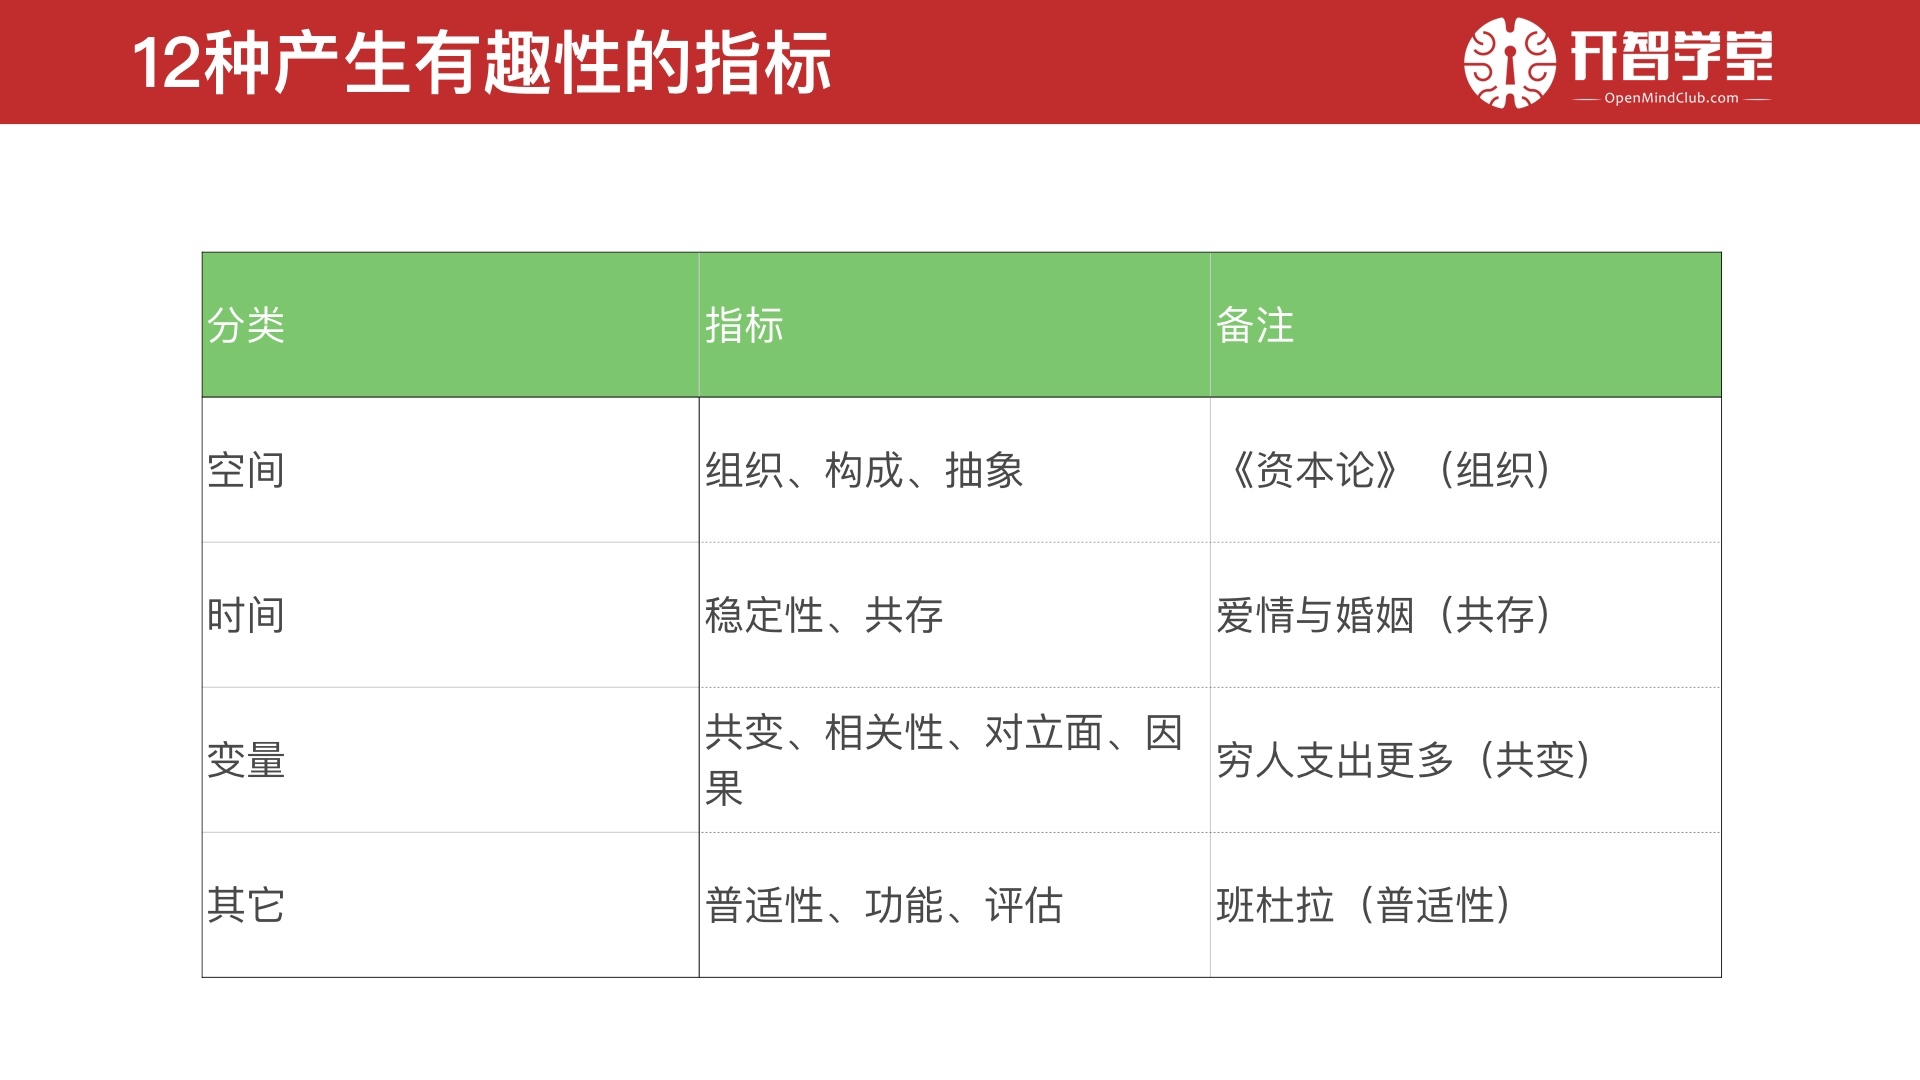 12种产生有趣性的指标
开智学堂
OpenMindClub.com
分类 指标 备注
空间 组织、构成、抽象 《资本论》（组织）
时间 稳定性、共存 爱情与婚姻（共存）
变量 共变、相关性、对立面、因
果 穷人支出更多（共变）
其它 普适性、功能、评估 班杜拉（普适性）